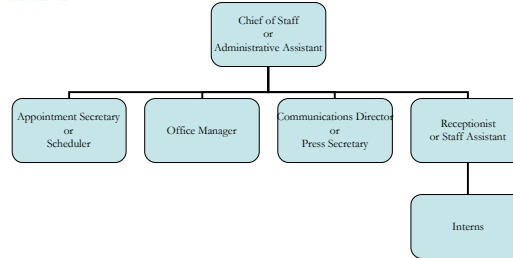 Chief of Staff
or
Administrative Assistant
Appointment Secretary
or
Scheduler
Office Manager
Communications Director
or
Press Secretary
Receptionist
or Staff Assistant
Interns